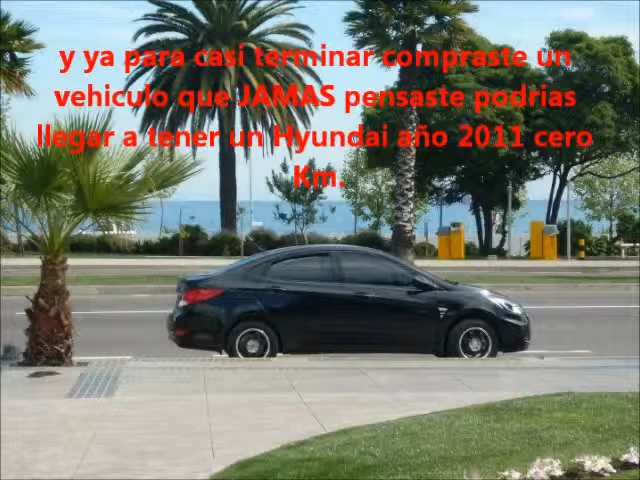 y ya para casi terminar compraste un
vehiculo que JAMAS pensaste podrias
llegar a tener un Hyundai año 2011 cero
Km.